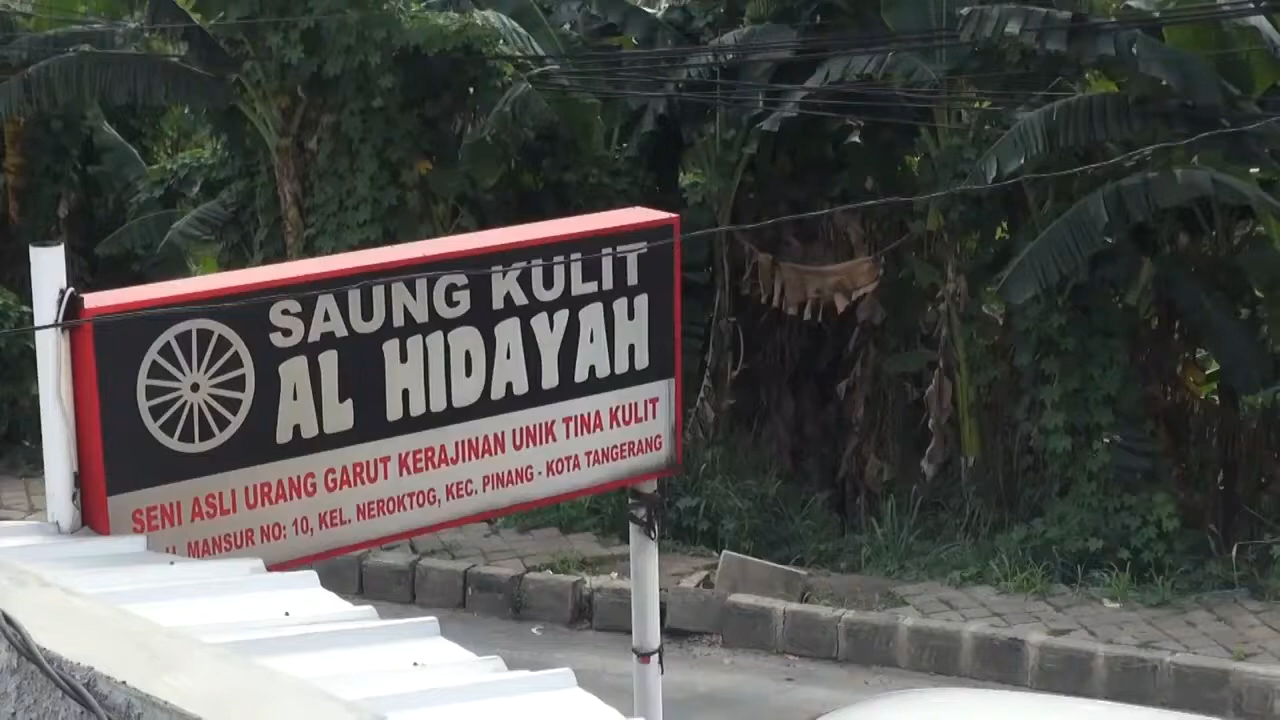 SAUNG KULIT
AL HIDAYAH
SENI ASLI URANG GARUT KERAJINAN UNIK TINA KULIT
MANSUR NO: 10, KEL. NEROKTOG, KEC. PINANG - KOTA TANGERANG